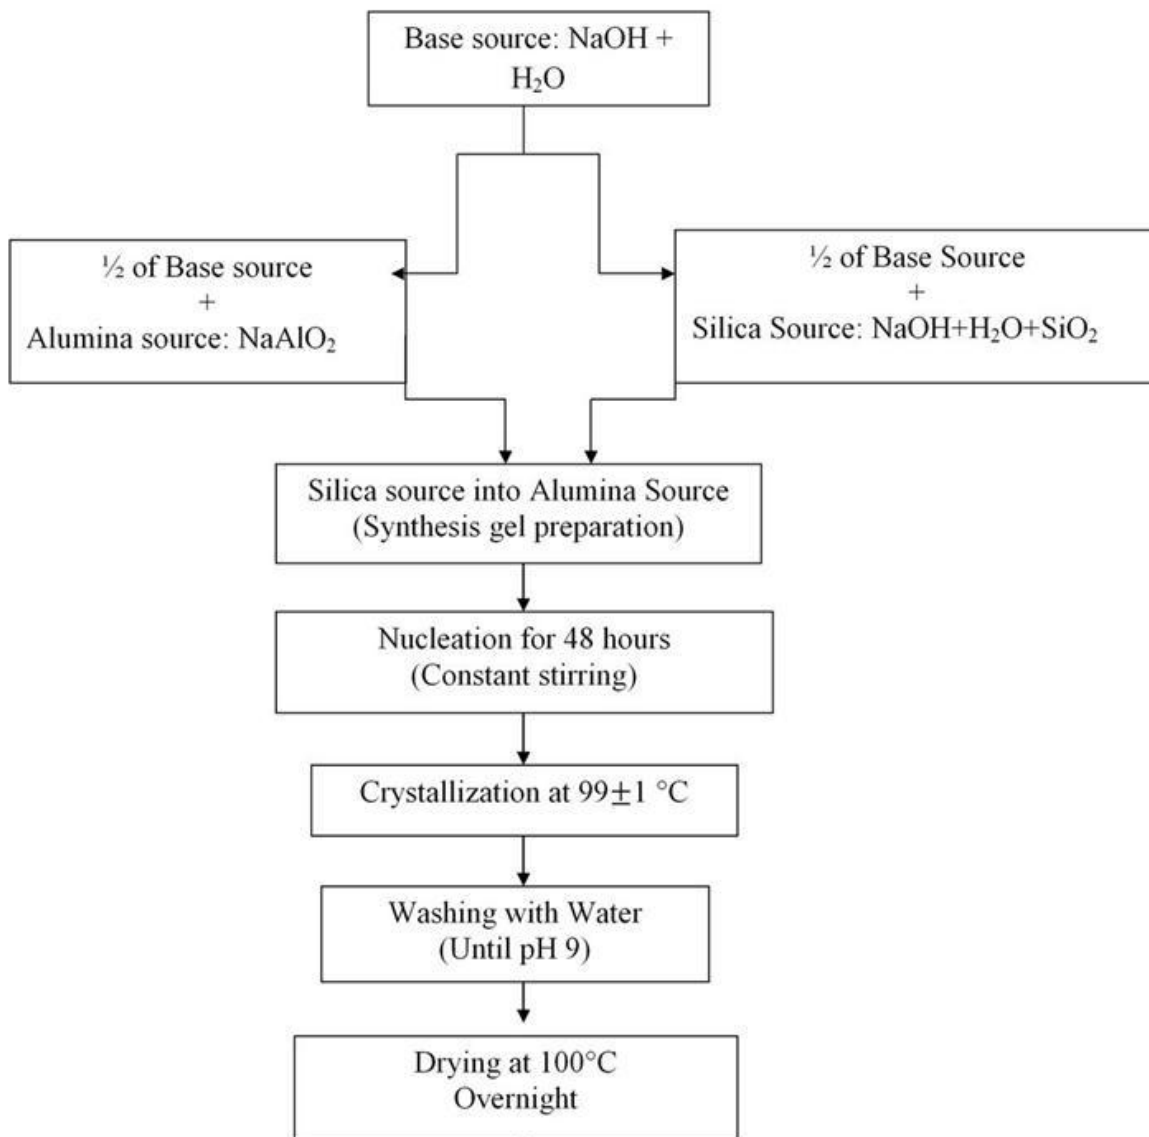 Base source: NaOH +
H₂O
½ of Base source
+
Alumina source: NaAlO₂
½ of Base Source
+
Silica Source: NaOH+H₂O+SiO₂
Silica source into Alumina Source
(Synthesis gel preparation)
Nucleation for 48 hours
(Constant stirring)
Crystallization at 99±1 °C
Washing with Water
(Until pH 9)
Drying at 100°C
Overnight